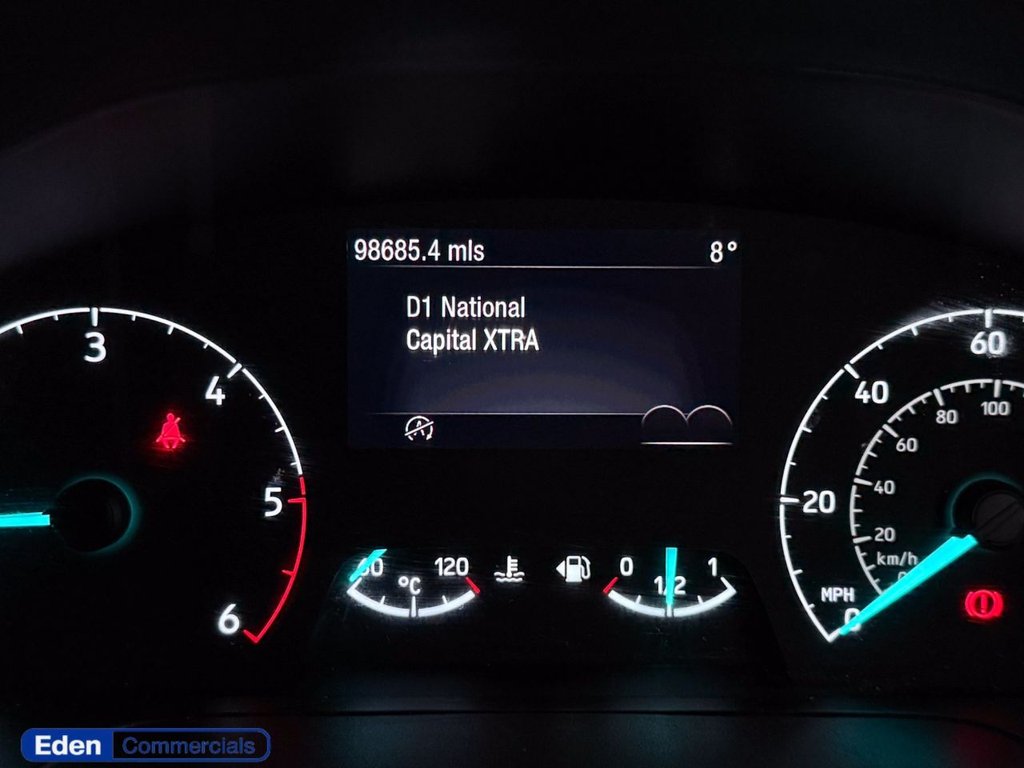 98685.4 mls 8°
D1 National
Capital XTRA
3
4
5
6
120
°C
0 1/2 1
60
40
20
0
MPH
100
80
60
40
20
km/h
Eden Commercials